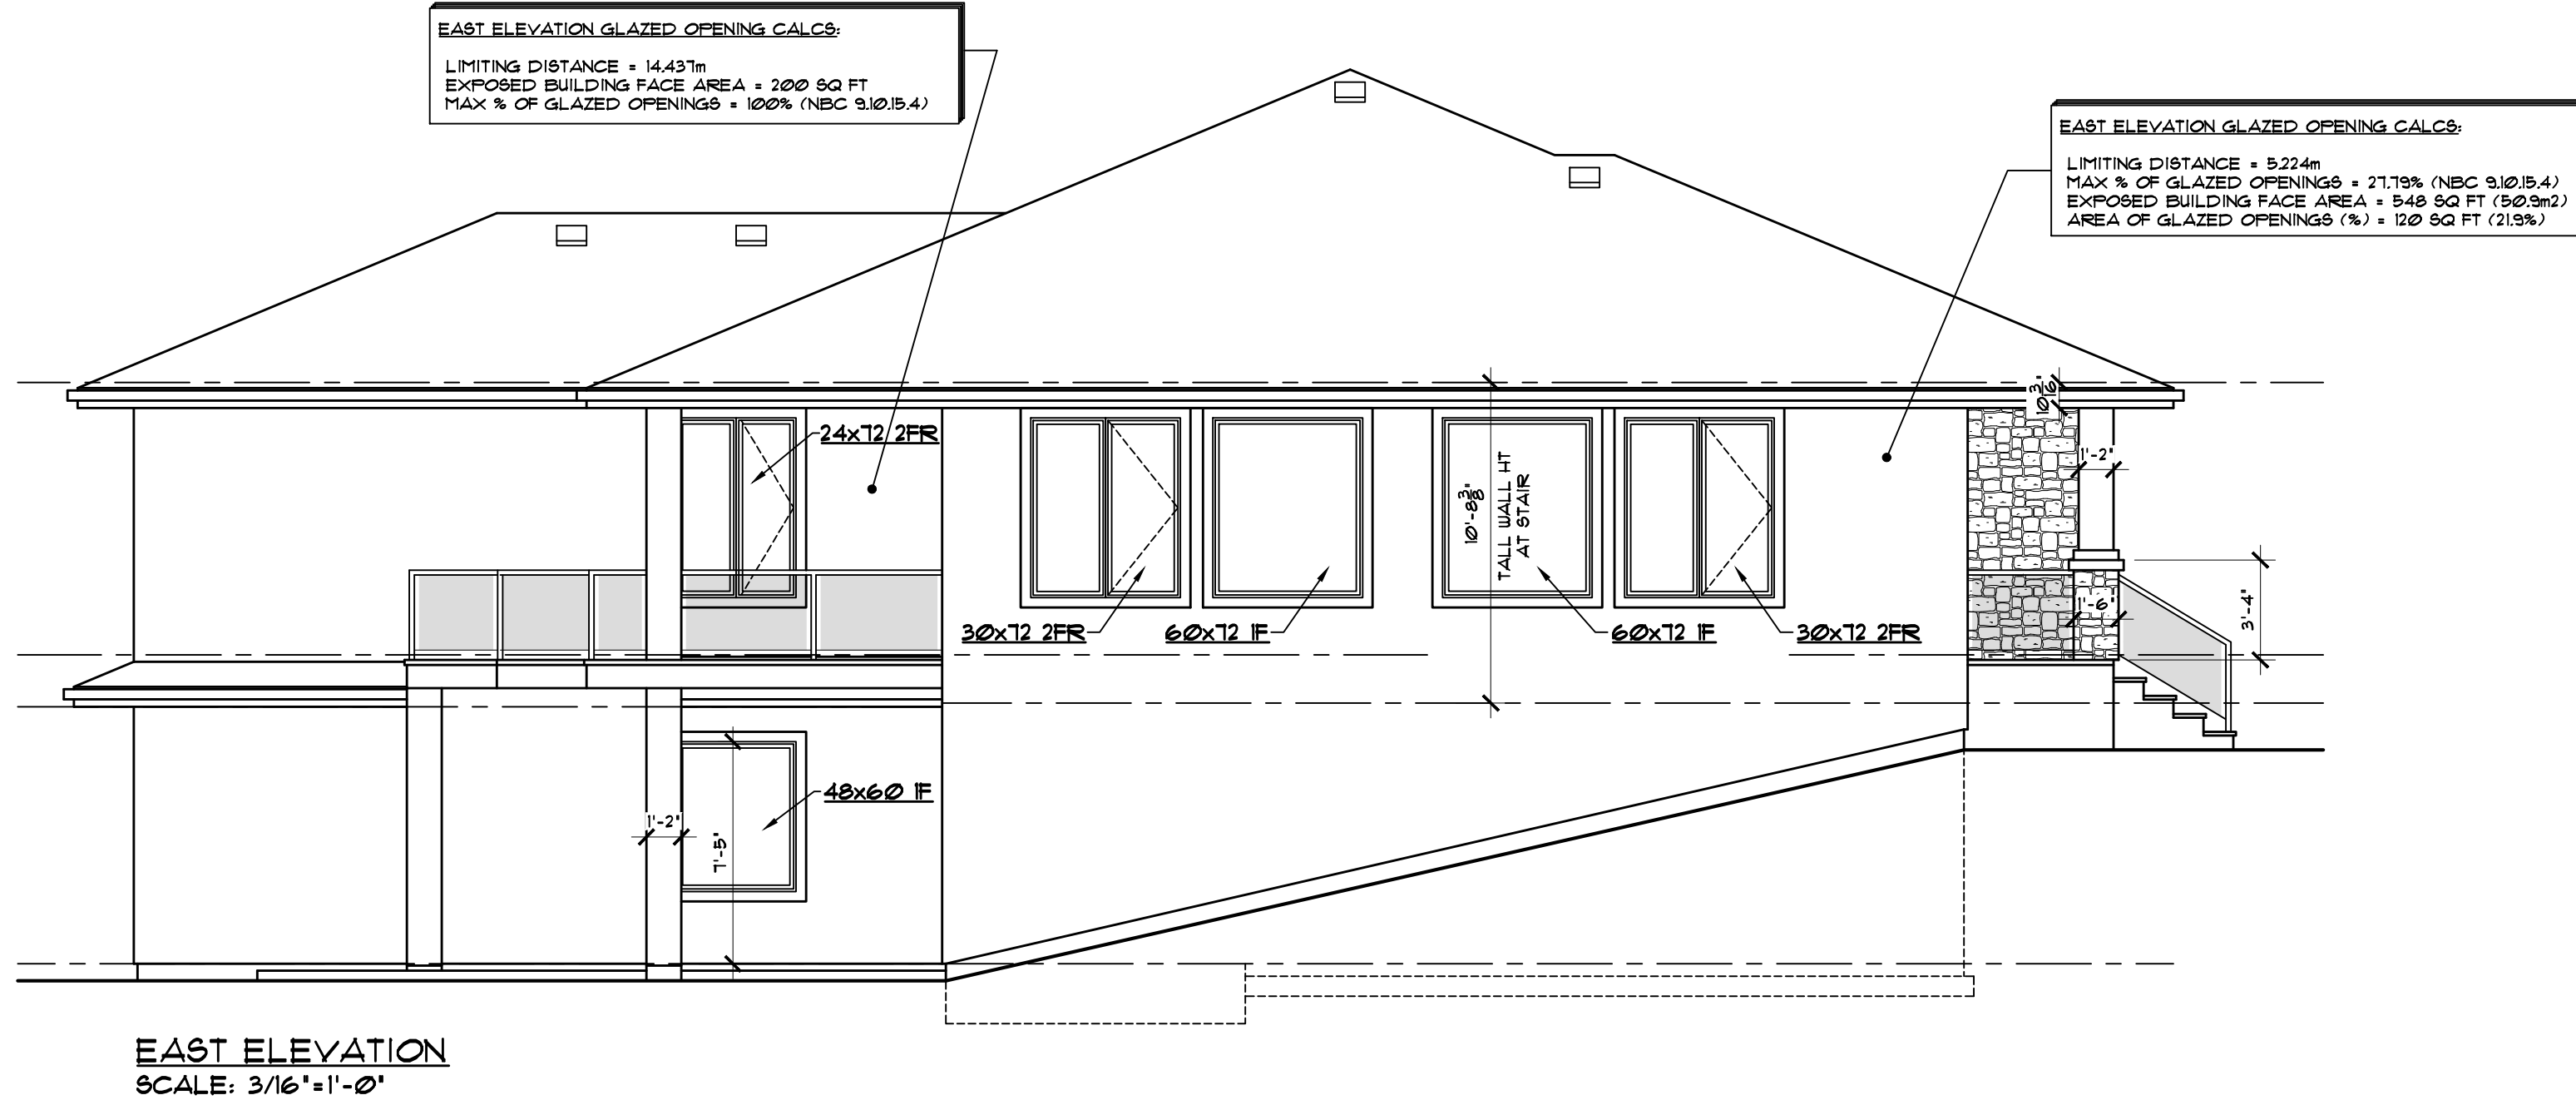 EAST ELEVATION GLAZED OPENING CALCS:
LIMITING DISTANCE = 14.437m
EXPOSED BUILDING FACE AREA = 200 SQ FT
MAX % OF GLAZED OPENINGS = 100% (NBC 9.10.15.4)
EAST ELEVATION GLAZED OPENING CALCS:
LIMITING DISTANCE = 5.224m
MAX % OF GLAZED OPENINGS = 27.79% (NBC 9.10.15.4)
EXPOSED BUILDING FACE AREA = 548 SQ FT (50.9m2)
AREA OF GLAZED OPENINGS (%) = 120 SQ FT (21.9%)
10 3/16"
24x72 2FR
1'-2"
10'-8 3/8"
TALL WALL HT
AT STAIR
30x72 2FR
60x72 1F
60x72 1F
30x72 2FR
1'-6"
3'-4"
48x60 1F
1'-2"
7'-5"
EAST ELEVATION
SCALE: 3/16"=1'-0"